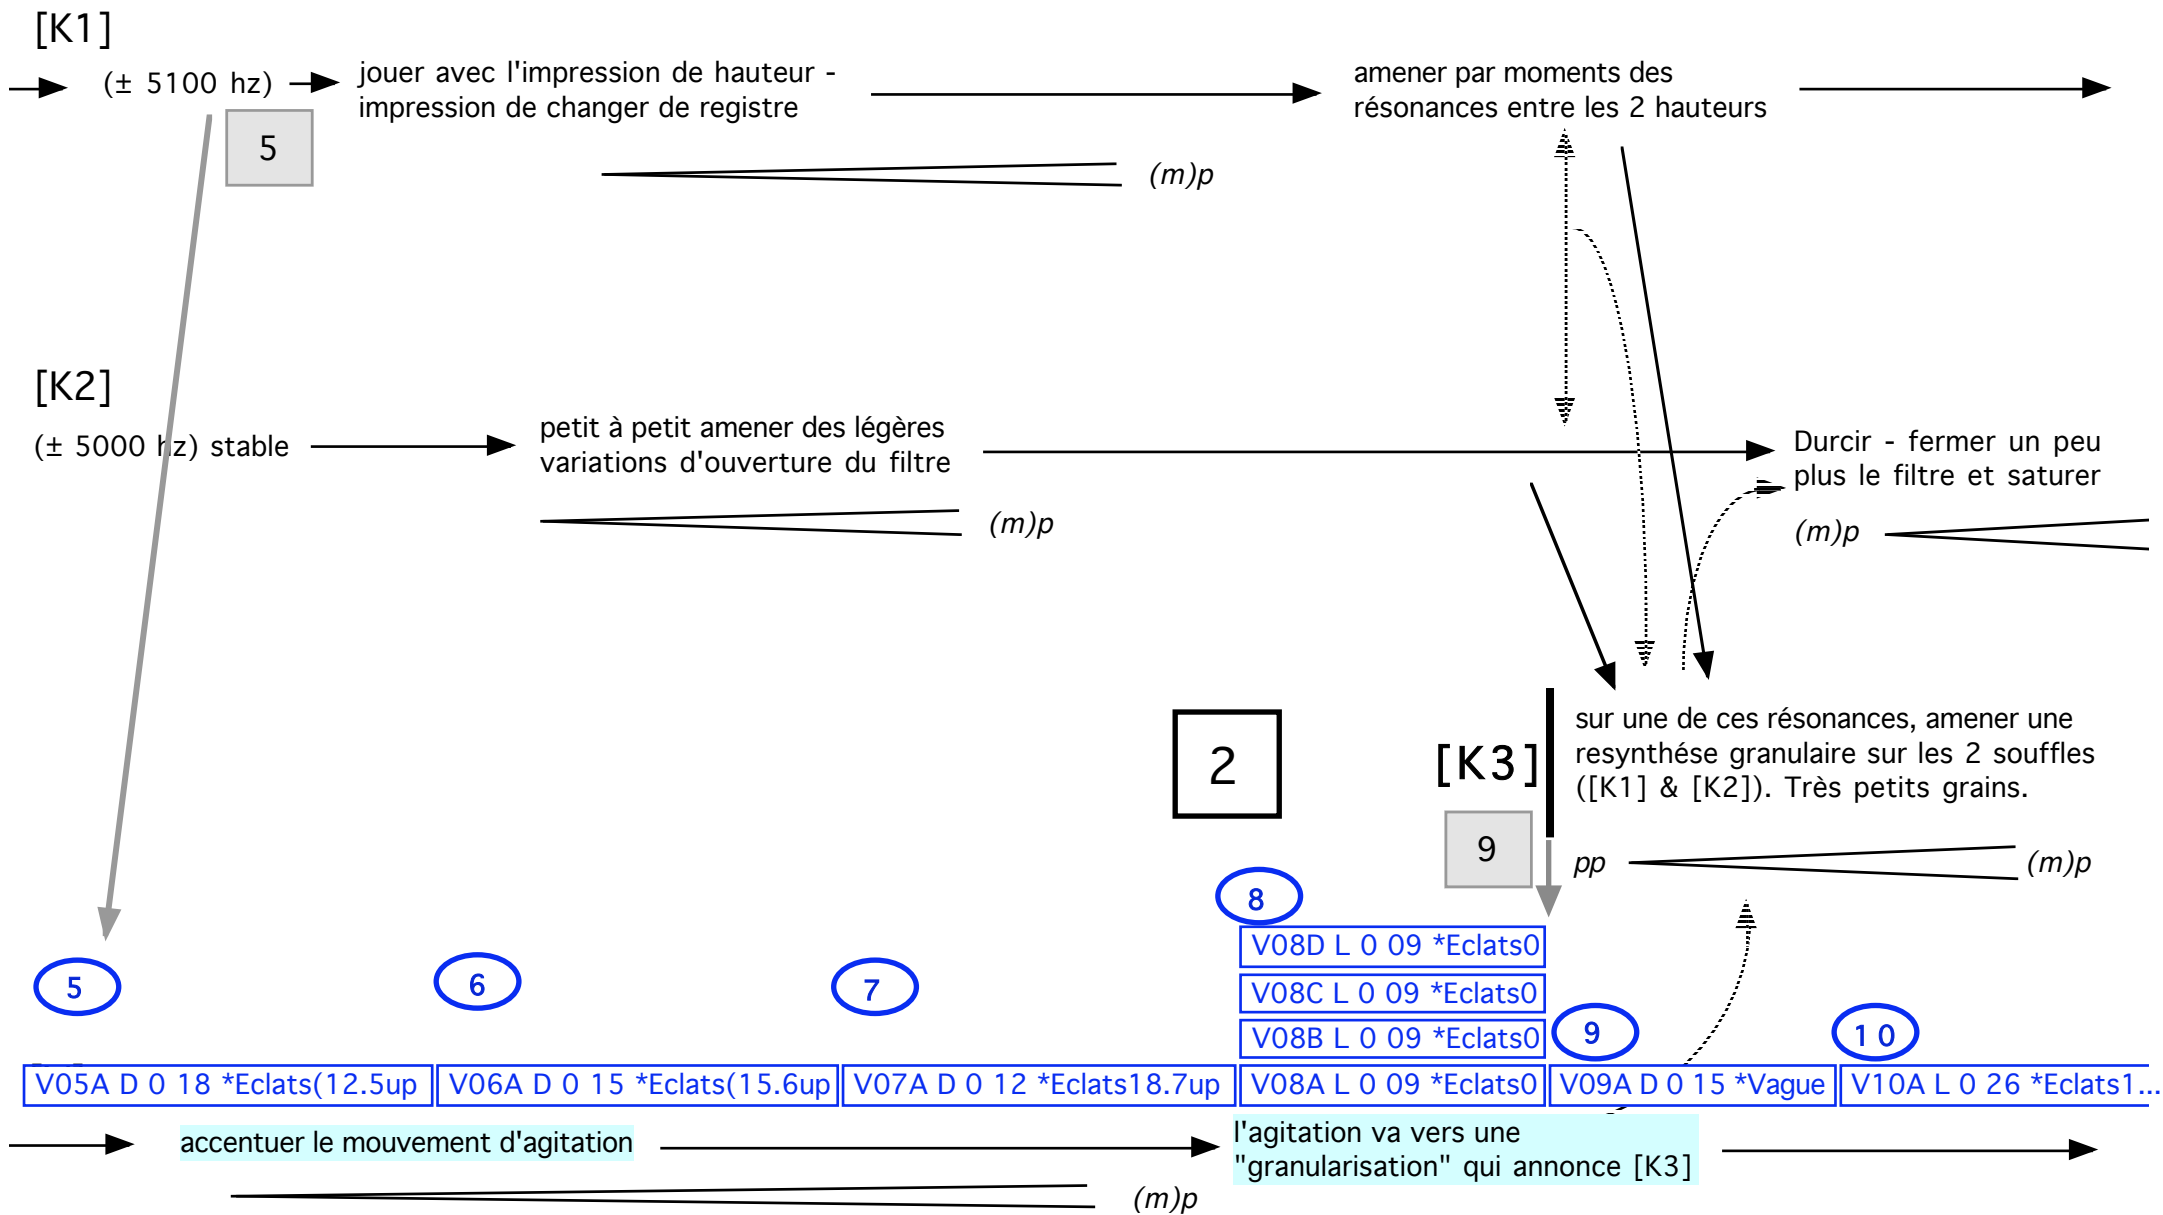 [K1]
(± 5100 hz)
jouer avec l'impression de hauteur -
impression de changer de registre
amener par moments des
résonances entre les 2 hauteurs
5
(m)p
[K2]
(± 5000 hz) stable
petit à petit amener des légères
variations d'ouverture du filtre
Durcir - fermer un peu
plus le filtre et saturer
(m)p
(m)p
2
[K3]
sur une de ces résonances, amener une
resynthése granulaire sur les 2 souffles
([K1] & [K2]). Très petits grains.
9
pp
(m)p
8
V08D L 0 09 *Eclats0
V08C L 0 09 *Eclats0
V08B L 0 09 *Eclats0
5
6
7
9
10
V05A D 0 18 *Eclats(12.5up
V06A D 0 15 *Eclats(15.6up
V07A D 0 12 *Eclats18.7up
V08A L 0 09 *Eclats0
V09A D 0 15 *Vague
V10A L 0 26 *Eclats1...
accentuer le mouvement d'agitation
l'agitation va vers une
"granularisation" qui annonce [K3]
(m)p